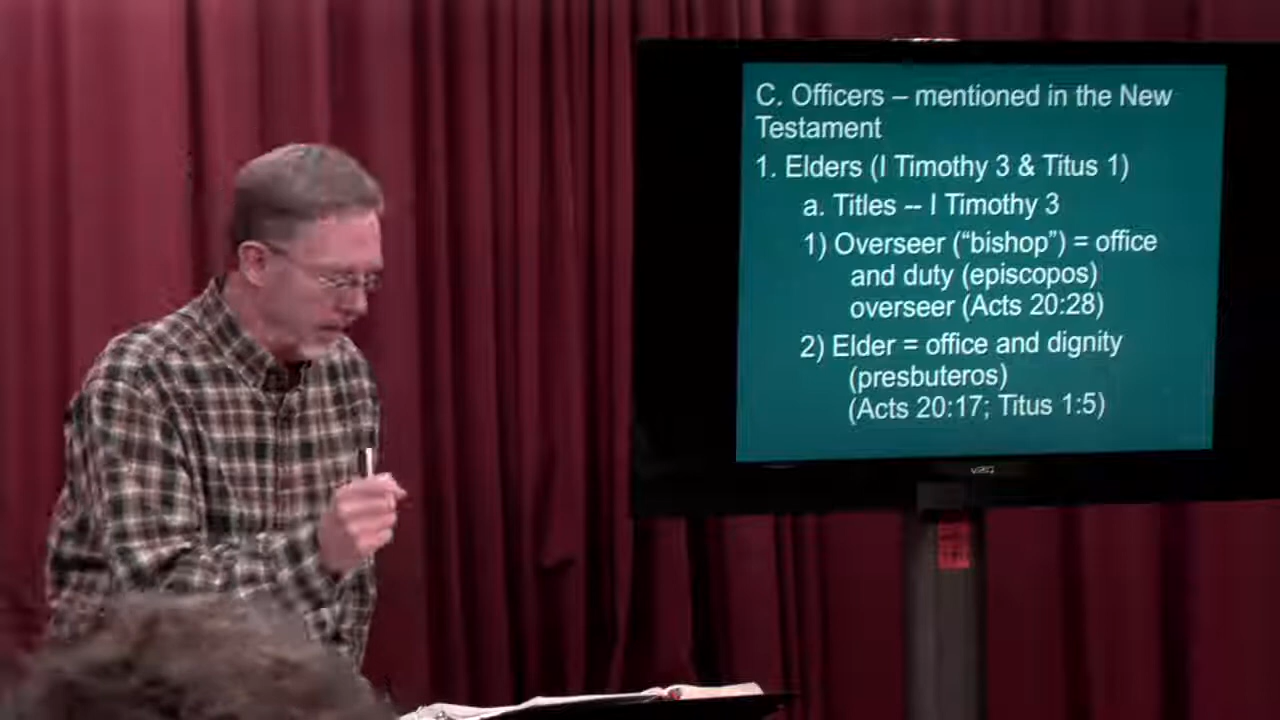 C. Officers – mentioned in the New
Testament
1. Elders (I Timothy 3 & Titus 1)
a. Titles -- I Timothy 3
1) Overseer (“bishop”) = office
and duty (episcopos)
overseer (Acts 20:28)
2) Elder = office and dignity
(presbuteros)
(Acts 20:17; Titus 1:5)